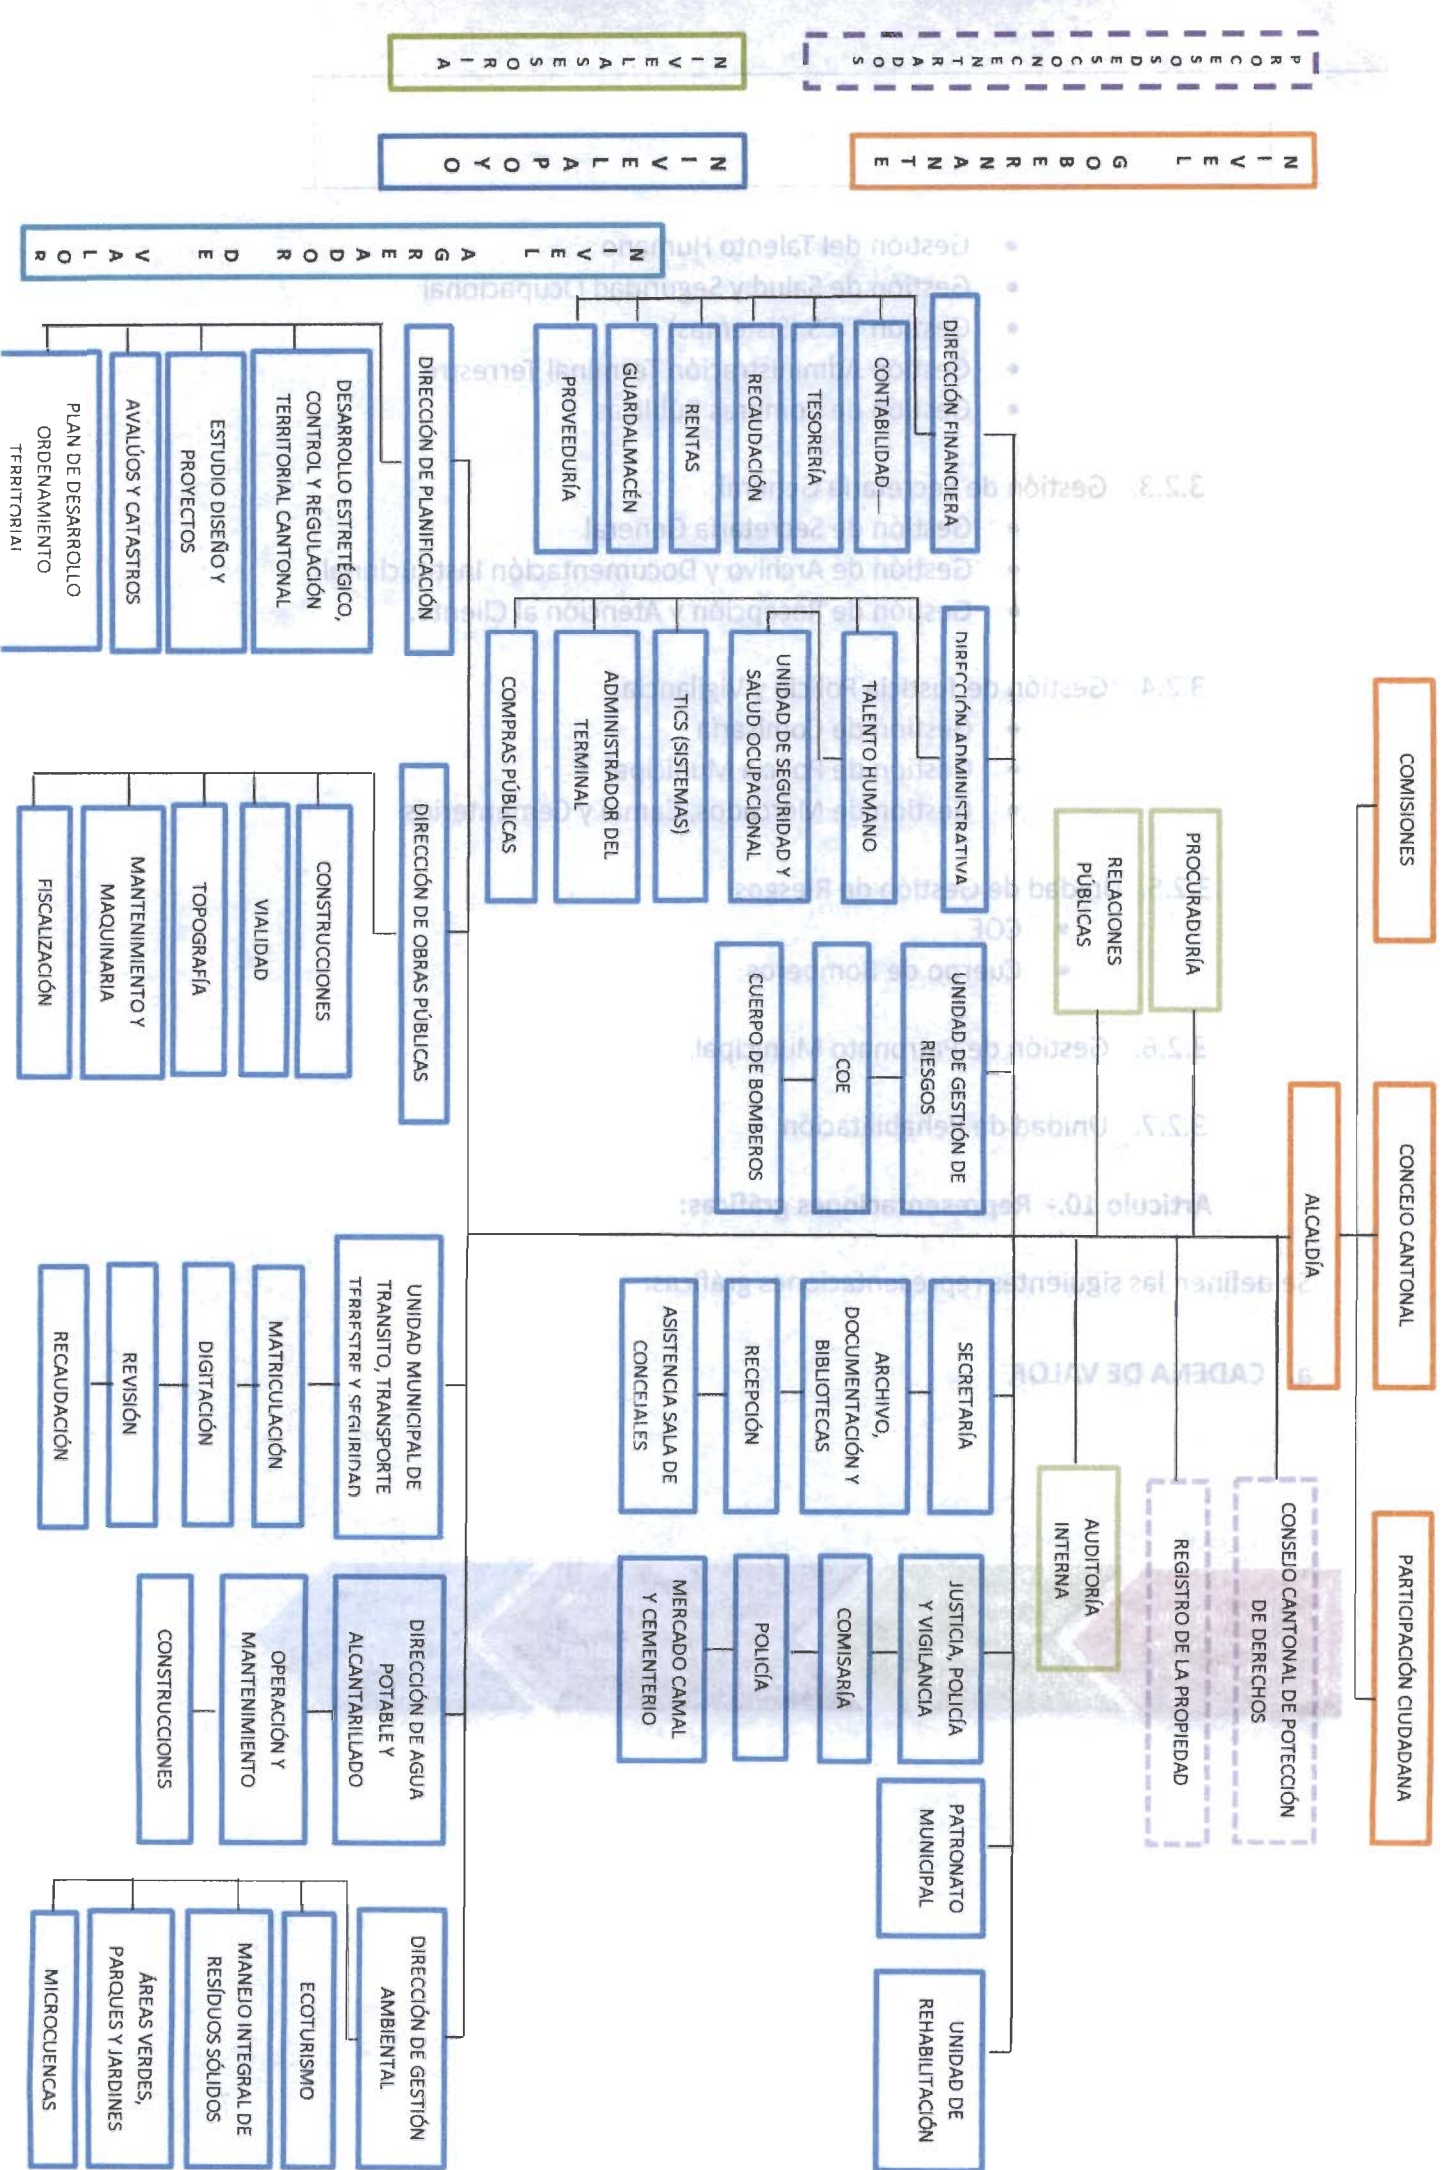 COMISIONES
CONCEJO CANTONAL
PARTICIPACIÓN CIUDADANA
ALCALDÍA
NIVEL GOBERNANTE
PROCESOS DESCONCENTRADOS
CONSEJO CANTONAL DE POTECCIÓN
DE DERECHOS
REGISTRO DE LA PROPIEDAD
PROCURADURÍA
RELACIONES
PÚBLICAS
AUDITORÍA
INTERNA
NIVEL ASESORIA
NIVEL APOYO
DIRECCIÓN FINANCIERA
CONTABILIDAD
TESORERÍA
RECAUDACIÓN
RENTAS
GUARDALMACÉN
PROVEEDURÍA
DIRECCIÓN ADMINISTRATIVA
TALENTO HUMANO
UNIDAD DE SEGURIDAD Y
SALUD OCUPACIONAL
TICS (SISTEMAS)
ADMINISTRADOR DEL
TERMINAL
COMPRAS PÚBLICAS
UNIDAD DE GESTIÓN DE
RIESGOS
COE
CUERPO DE BOMBEROS
SECRETARÍA
ARCHIVO,
DOCUMENTACIÓN Y
BIBLIOTECAS
RECEPCIÓN
ASISTENCIA SALA DE
CONCEJALES
JUSTICIA, POLICÍA
Y VIGILANCIA
COMISARÍA
POLICÍA
MERCADO CAMAL
Y CEMENTERIO
PATRONATO
MUNICIPAL
UNIDAD DE
REHABILITACIÓN
NIVEL AGREADOR DE VALOR
DIRECCIÓN DE PLANIFICACIÓN
DESARROLLO ESTRETÉGICO,
CONTROL Y REGULACIÓN
TERRITORIAL CANTONAL
ESTUDIO DISEÑO Y
PROYECTOS
AVALÚOS Y CATASTROS
PLAN DE DESARROLLO
ORDENAMIENTO
TERRITORIAL
DIRECCIÓN DE OBRAS PÚBLICAS
CONSTRUCCIONES
VIALIDAD
TOPOGRAFÍA
MANTENIMIENTO Y
MAQUINARIA
FISCALIZACIÓN
UNIDAD MUNICIPAL DE
TRANSITO, TRANSPORTE
TERRESTRE Y SEGURIDAD
MATRICULACIÓN
DIGITACIÓN
REVISIÓN
RECAUDACIÓN
DIRECCIÓN DE AGUA
POTABLE Y
ALCANTARILLADO
OPERACIÓN Y
MANTENIMIENTO
CONSTRUCCIONES
DIRECCIÓN DE GESTIÓN
AMBIENTAL
ECOTURISMO
MANEJO INTEGRAL DE
RESÍDUOS SÓLIDOS
ÁREAS VERDES,
PARQUES Y JARDINES
MICROCUENCAS